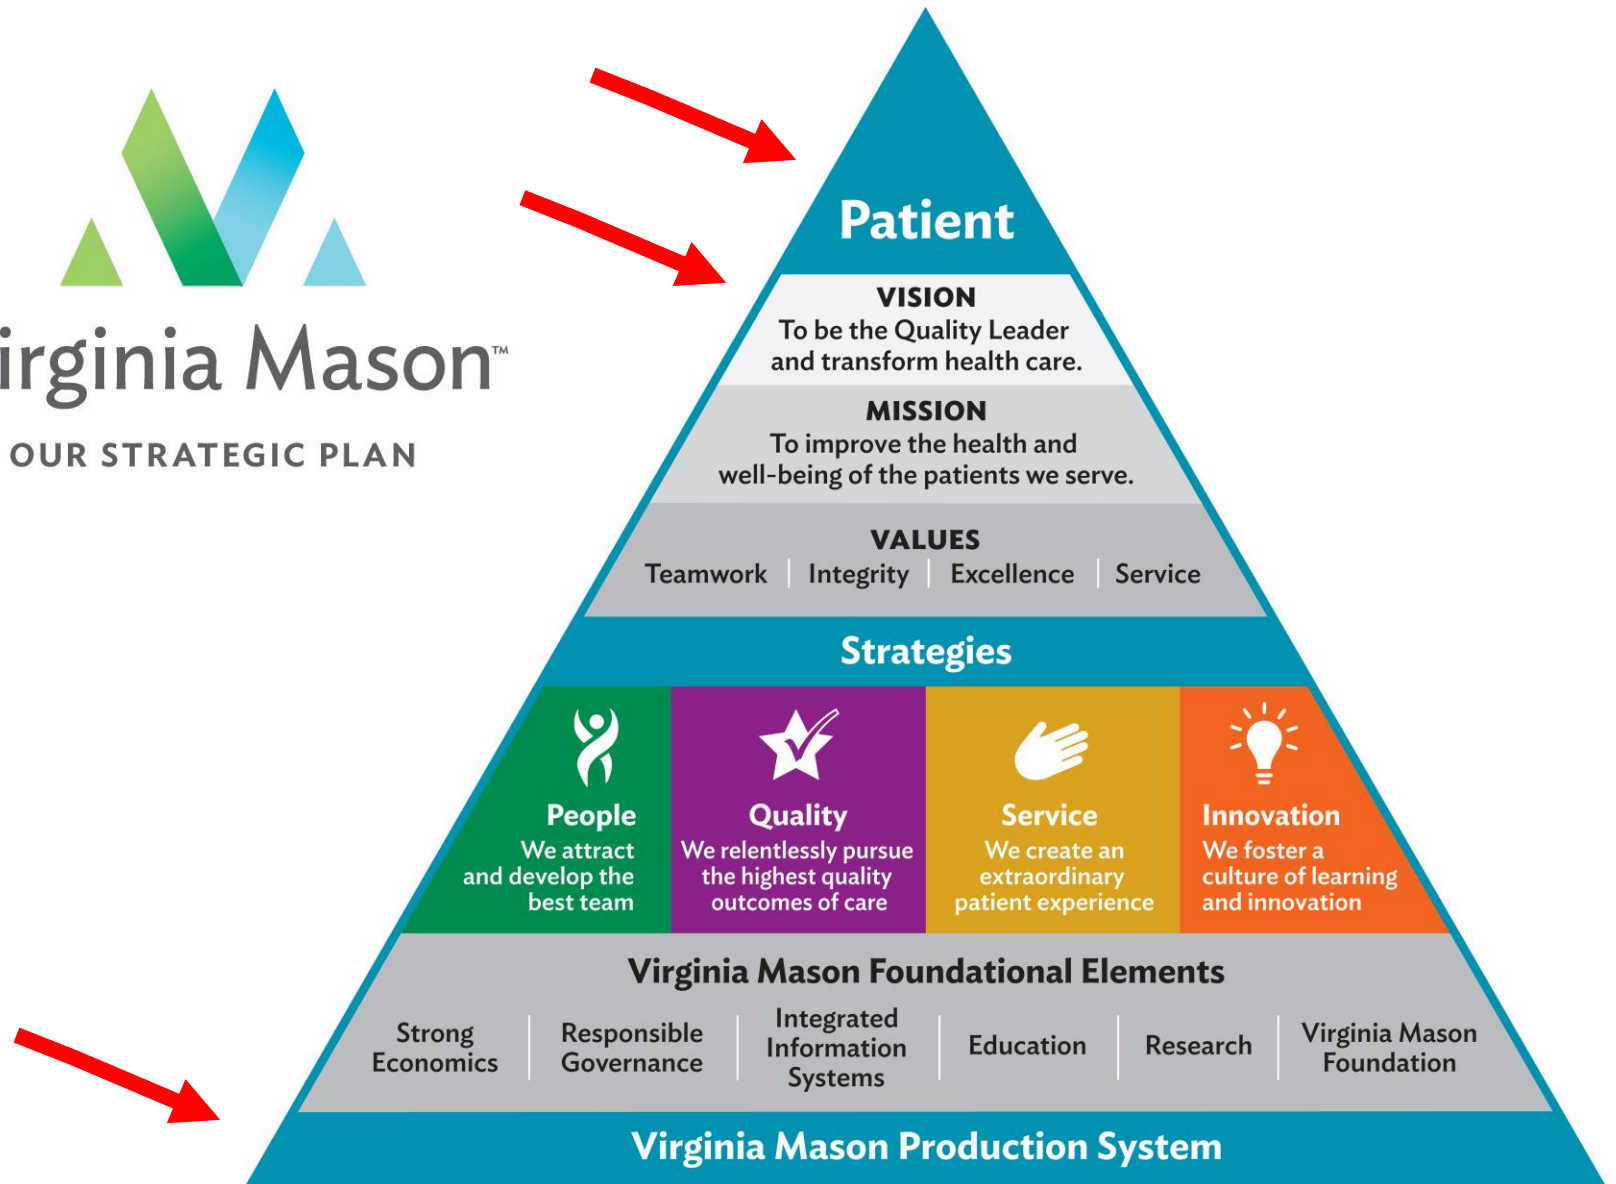 irginia Mason™
OUR STRATEGIC PLAN
Patient
VISION
To be the Quality Leader
and transform health care.
MISSION
To improve the health and
well-being of the patients we serve.
VALUES
Teamwork | Integrity | Excellence | Service
Strategies
People
We attract
and develop the
best team
Quality
We relentlessly pursue
the highest quality
outcomes of care
Service
We create an
extraordinary
patient experience
Innovation
We foster a
culture of learning
and innovation
Virginia Mason Foundational Elements
Strong
Economics
Responsible
Governance
Integrated
Information
Systems
Education
Research
Virginia Mason
Foundation
Virginia Mason Production System